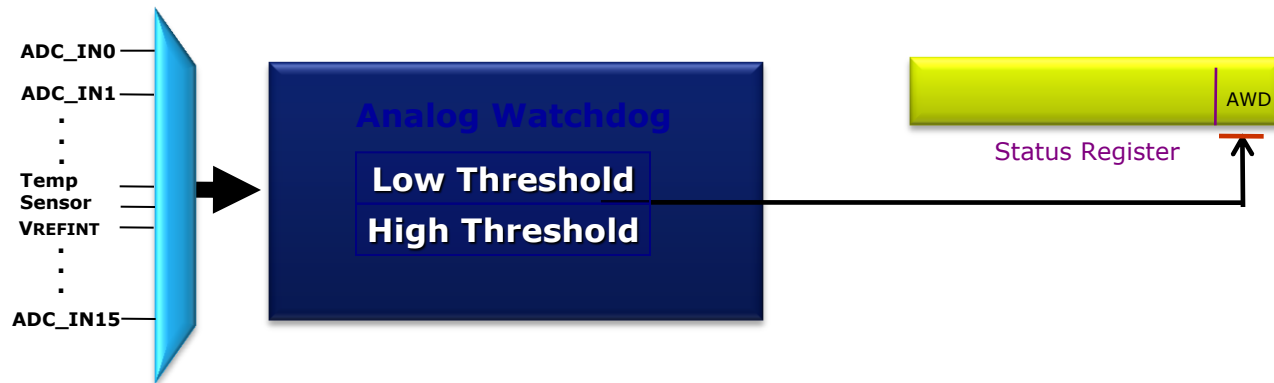 ADC_IN0
ADC_IN1
Temp
Sensor
VREFINT
ADC_IN15
Analog Watchdog
Low Threshold
High Threshold
AWD
Status Register